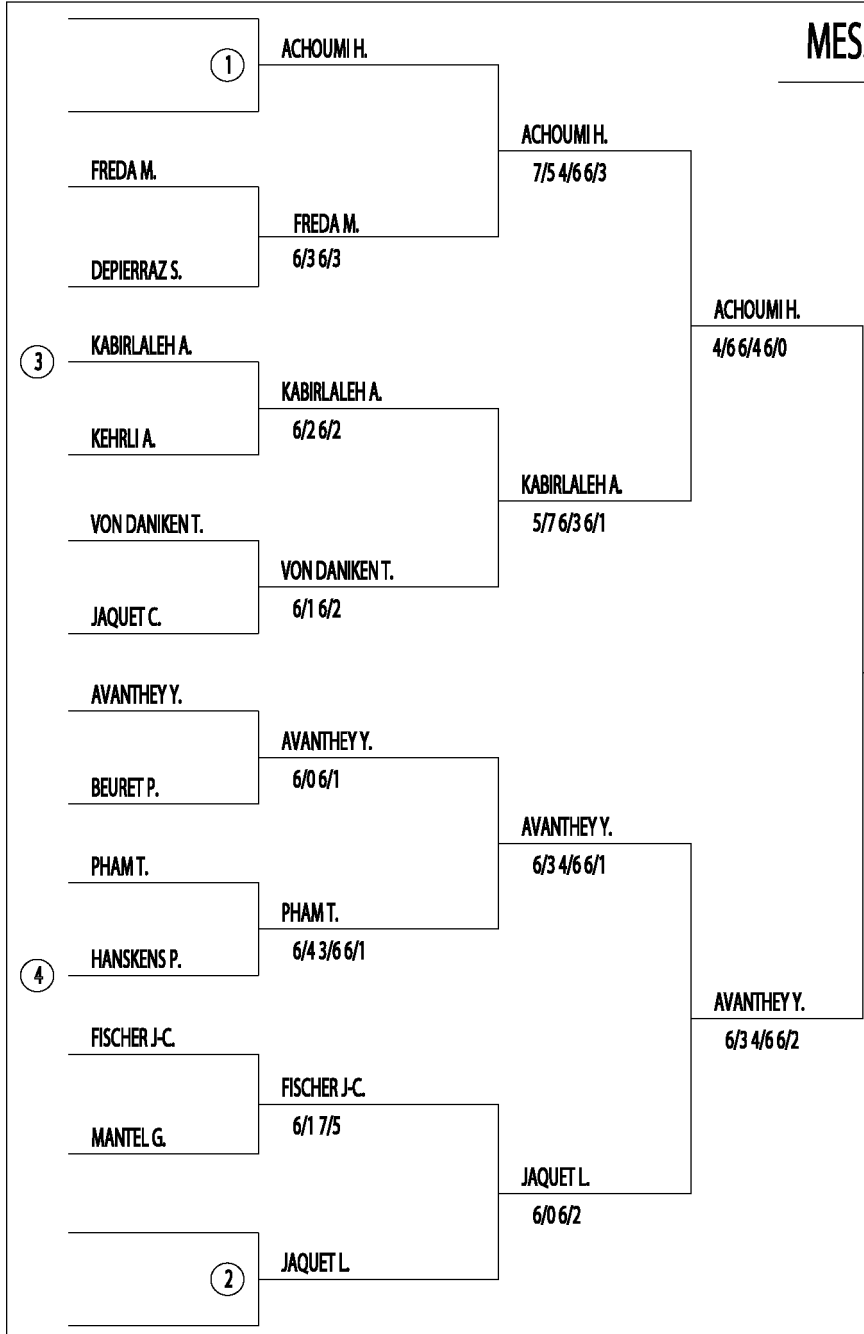 MES
1
ACHOUMI H.
ACHOUMI H.
7/5 4/6 6/3
FREDA M.
FREDA M.
6/3 6/3
DEPIERRAZ S.
ACHOUMI H.
4/6 6/4 6/0
3
KABIRLALEH A.
KABIRLALEH A.
6/2 6/2
KEHRLI A.
KABIRLALEH A.
5/7 6/3 6/1
VON DANIKEN T.
VON DANIKEN T.
6/1 6/2
JAQUET C.
AVANTHEY Y.
AVANTHEY Y.
6/0 6/1
BEURET P.
AVANTHEY Y.
6/3 4/6 6/1
PHAM T.
PHAM T.
6/4 3/6 6/1
4
HANSKENS P.
AVANTHEY Y.
6/3 4/6 6/2
FISCHER J-C.
FISCHER J-C.
6/1 7/5
MANTEL G.
JAQUET L.
6/0 6/2
2
JAQUET L.